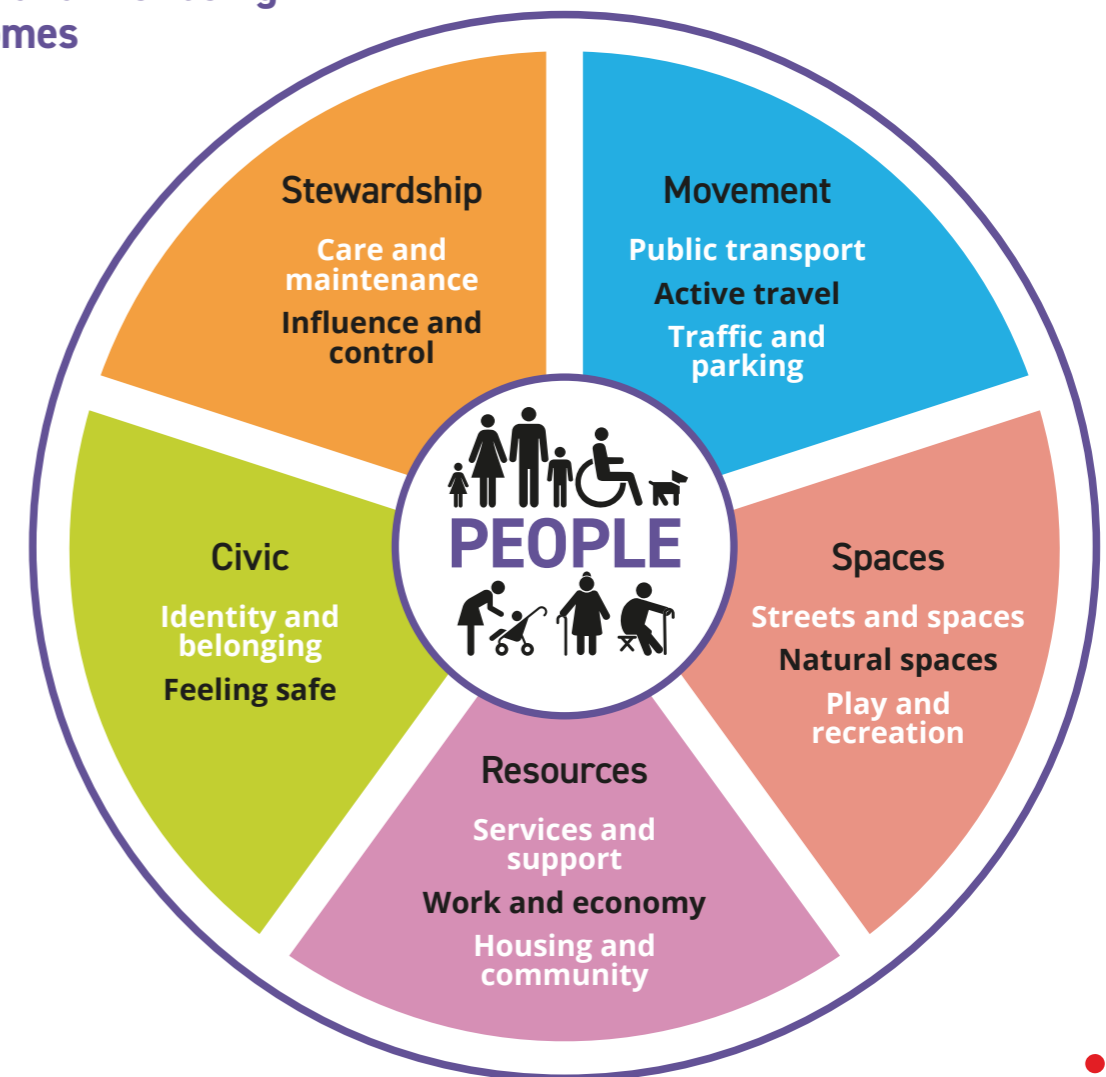 Stewardship
Care and
maintenance
Influence and
control
Movement
Public transport
Active travel
Traffic and
parking
PEOPLE
Civic
Identity and
belonging
Feeling safe
Spaces
Streets and spaces
Natural spaces
Play and
recreation
Resources
Services and
support
Work and economy
Housing and
community